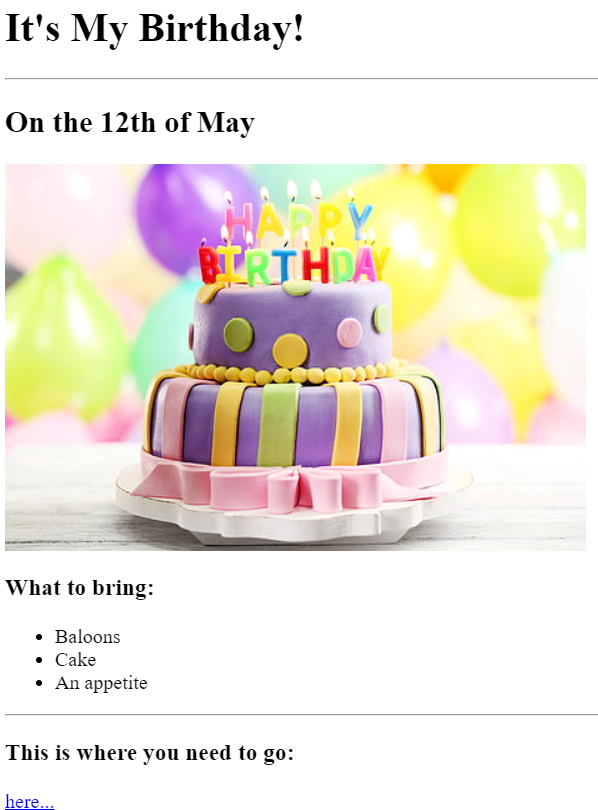 It's My Birthday!
On the 12th of May
HAPPY
BIRTHDAY
What to bring:
Baloons
Cake
An appetite
This is where you need to go:
here...